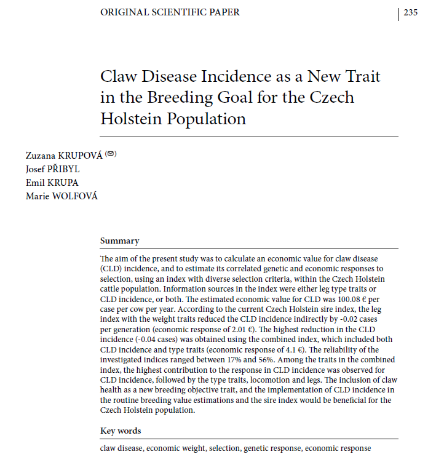 ORIGINAL SCIENTIFIC PAPER 235
Claw Disease Incidence as a New Trait
in the Breeding Goal for the Czech
Holstein Population
Zuzana KRUPOVÁ (✉)
Josef PŘIBYL
Emil KRUPA
Marie WOLFOVÁ
Summary
The aim of the present study was to calculate an economic value for claw disease
(CLD) incidence, and to estimate its correlated genetic and economic responses to
selection, using an index with diverse selection criteria, within the Czech Holstein
cattle population. Information sources in the index were either leg type traits or
CLD incidence, or both. The estimated economic value for CLD was 100.08 € per
case per cow per year. According to the current Czech Holstein sire index, the leg
index with the weight traits reduced the CLD incidence indirectly by -0.02 cases
per generation (economic response of 2.01 €). The highest reduction in the CLD
incidence (-0.04 cases) was obtained using the combined index, which included both
CLD incidence and type traits (economic response of 4.1 €). The reliability of the
investigated indices ranged between 17% and 56%. Among the traits in the combined
index, the highest contribution to the response in CLD incidence was observed for
CLD incidence, followed by the type traits, locomotion and legs. The inclusion of claw
health as a new breeding objective trait, and the implementation of CLD incidence in
the routine breeding value estimations and the sire index would be beneficial for the
Czech Holstein population.
Key words
claw disease, economic weight, selection, genetic response, economic response